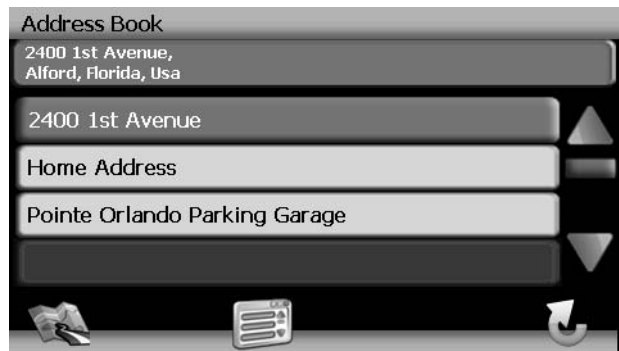 Address Book
2400 1st Avenue,
Alford, Florida, Usa
2400 1st Avenue
Home Address
Pointe Orlando Parking Garage